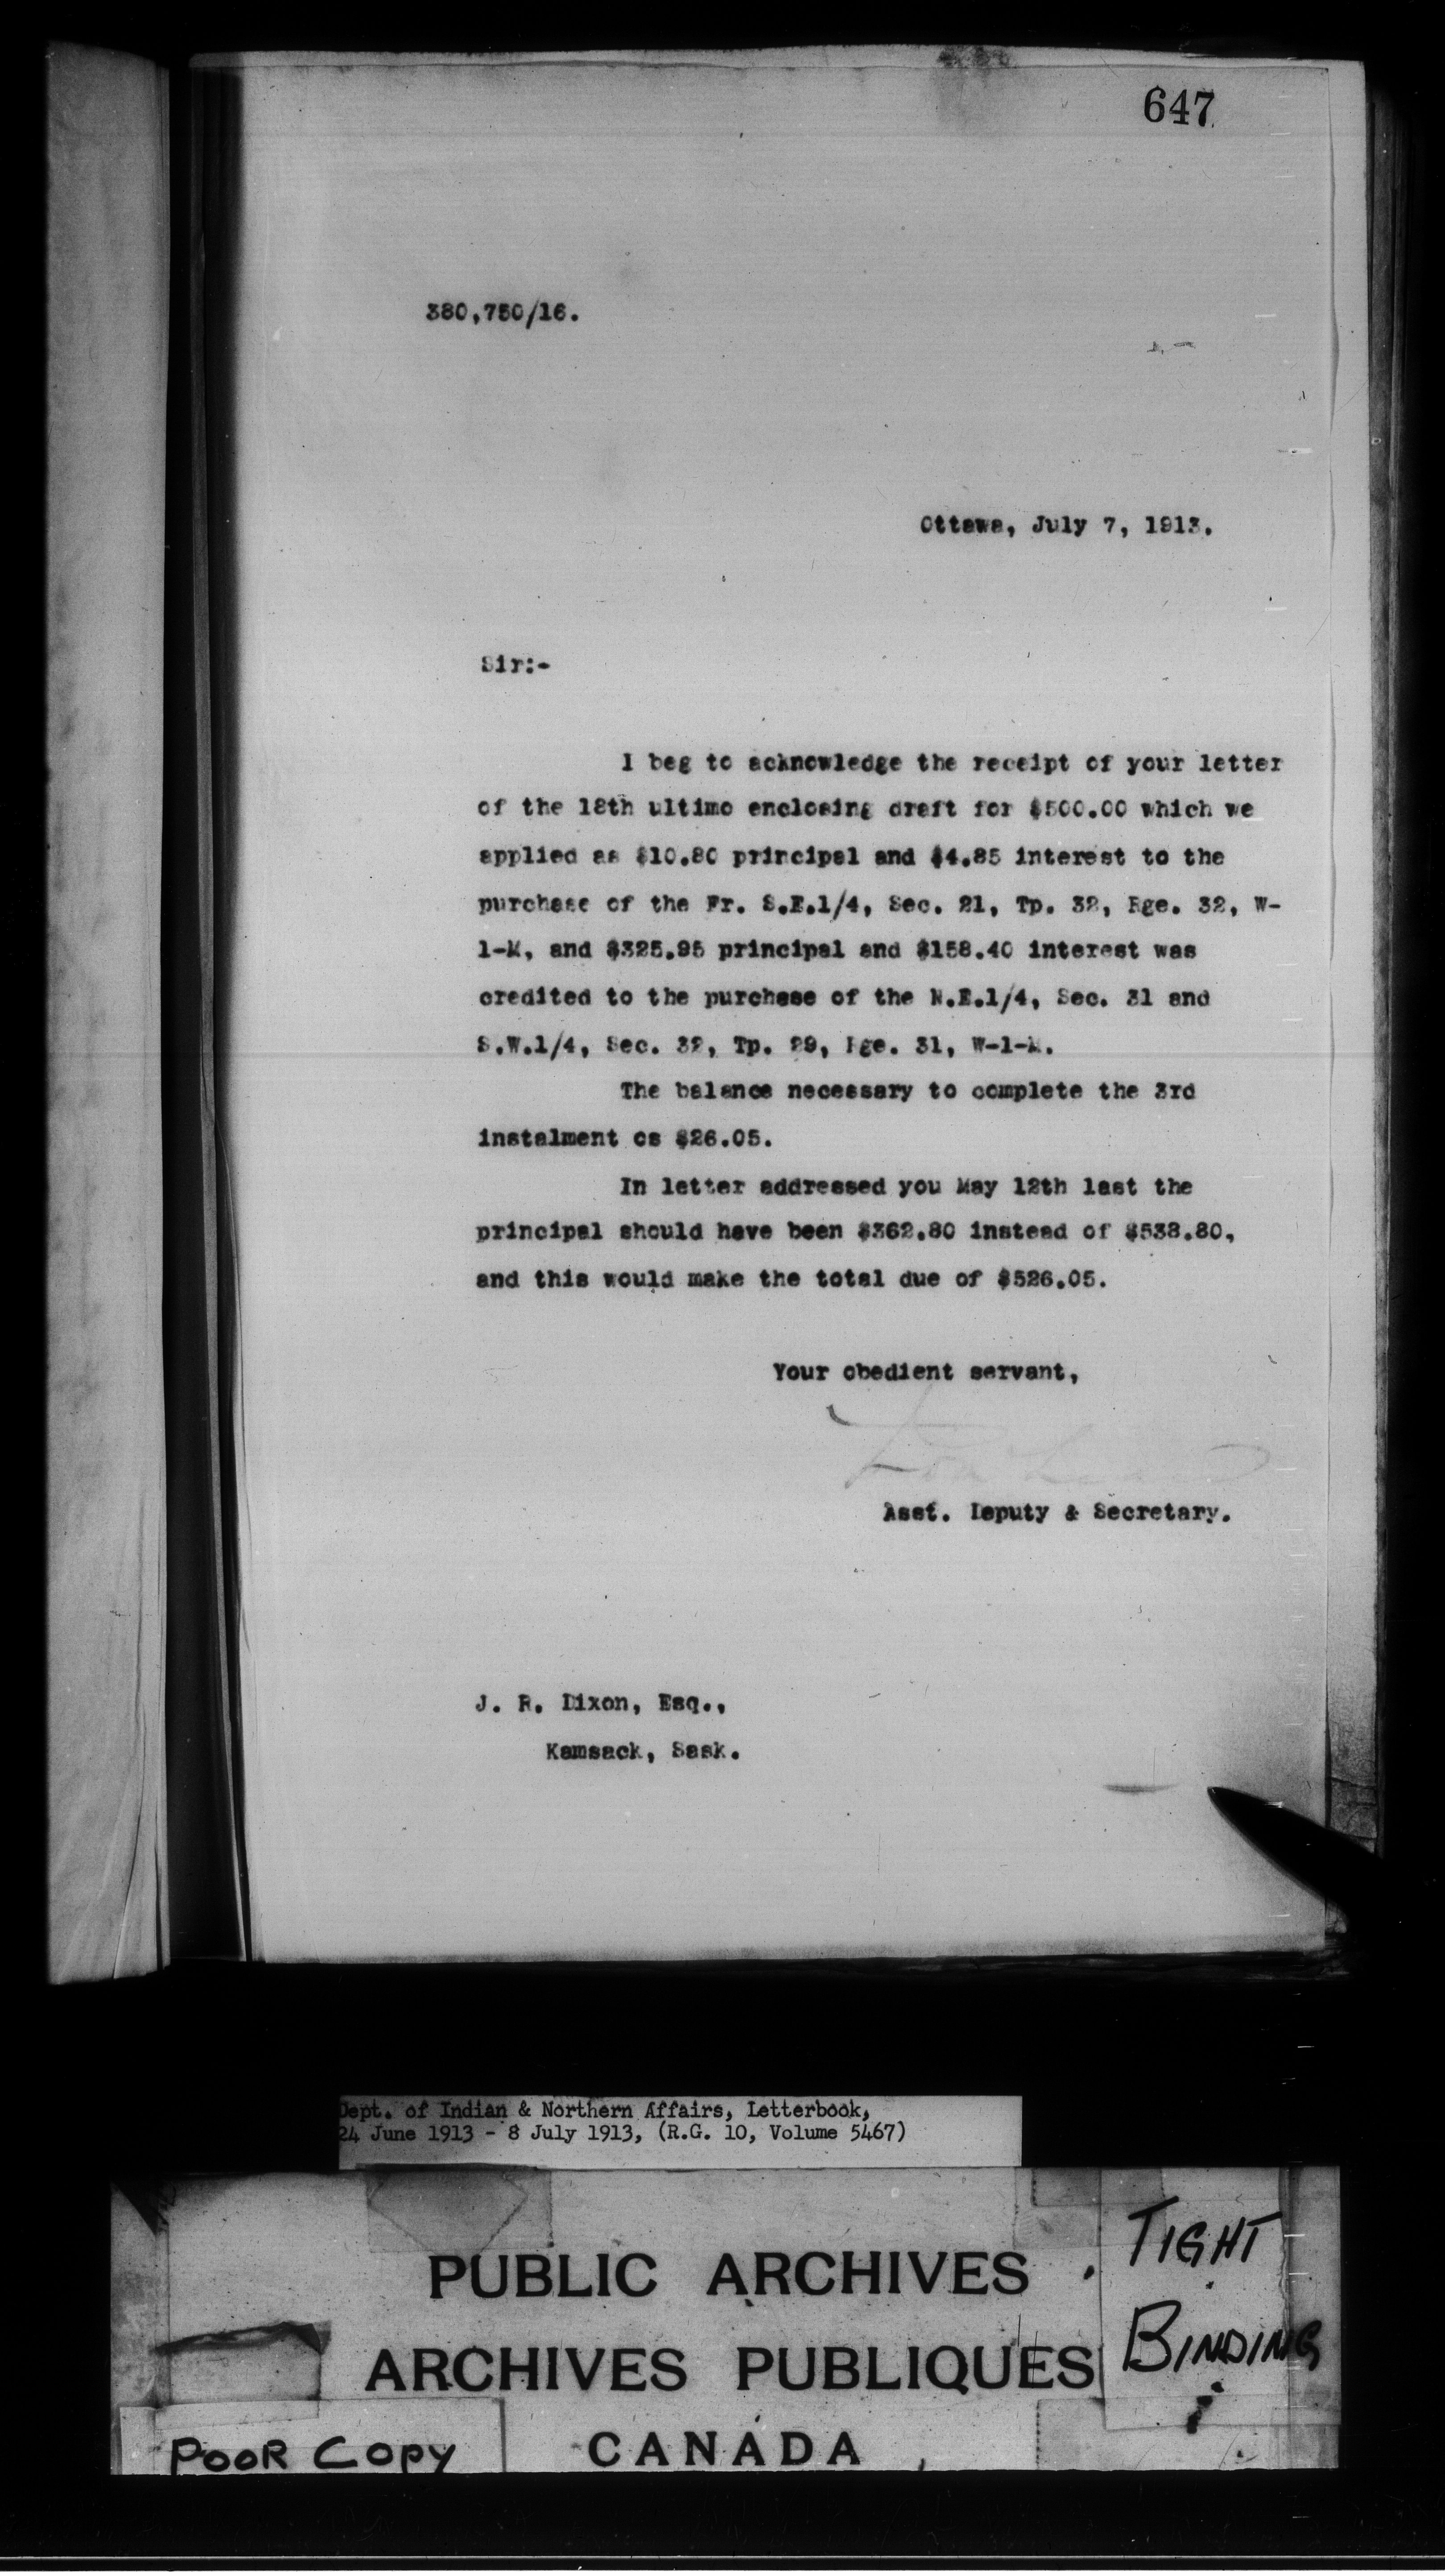 647
380,750/16.
Ottawa, July 7, 1913.
Sir:-
I beg to acknowledge the receipt of your letter
of the 18th ultimo enclosing draft for $500.00 which we
applied as $10.80 principal and $4.85 interest to the
purchase of the Fr. S.E.1/4, Sec. 21, Tp. 32, Rge. 32, W-
1-M, and $325.95 principal and $158.40 interest was
credited to the purchase of the N.E.1/4, Sec. 31 and
S.W.1/4, Sec. 32, Tp. 29, Rge. 31, W-1-M.
The balance necessary to complete the 3rd
instalment os $26.05.
In letter addressed you May 12th last the
principal should have been $362.80 instead of $538.80,
and this would make the total due of $526.05.
Your obedient servant,
Asst. Deputy & Secretary.
J. R. Dixon, Esq.,
Kamsack, Sask.
Dept. of Indian & Northern Affairs, Letterbook,
24 June 1913 - 8 July 1913, (R.G. 10, Volume 5467)
PUBLIC ARCHIVES
ARCHIVES PUBLIQUES
CANADA
TIGHT
BINDING
POOR COPY